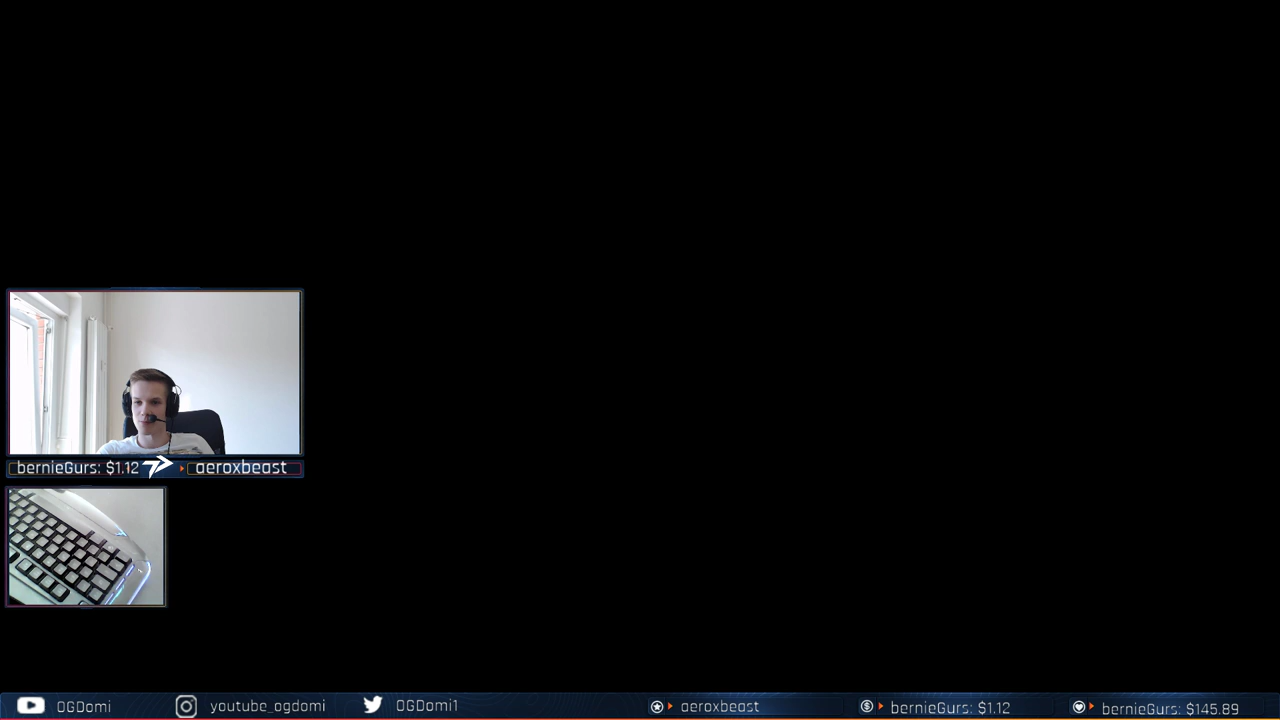 bernieGurs: $1.12
aeroxbeast
OGDomi
youtube_ogdomi
OGDomi1
aeroxbeast
bernieGurs: $1.12
bernieGurs: $145.89